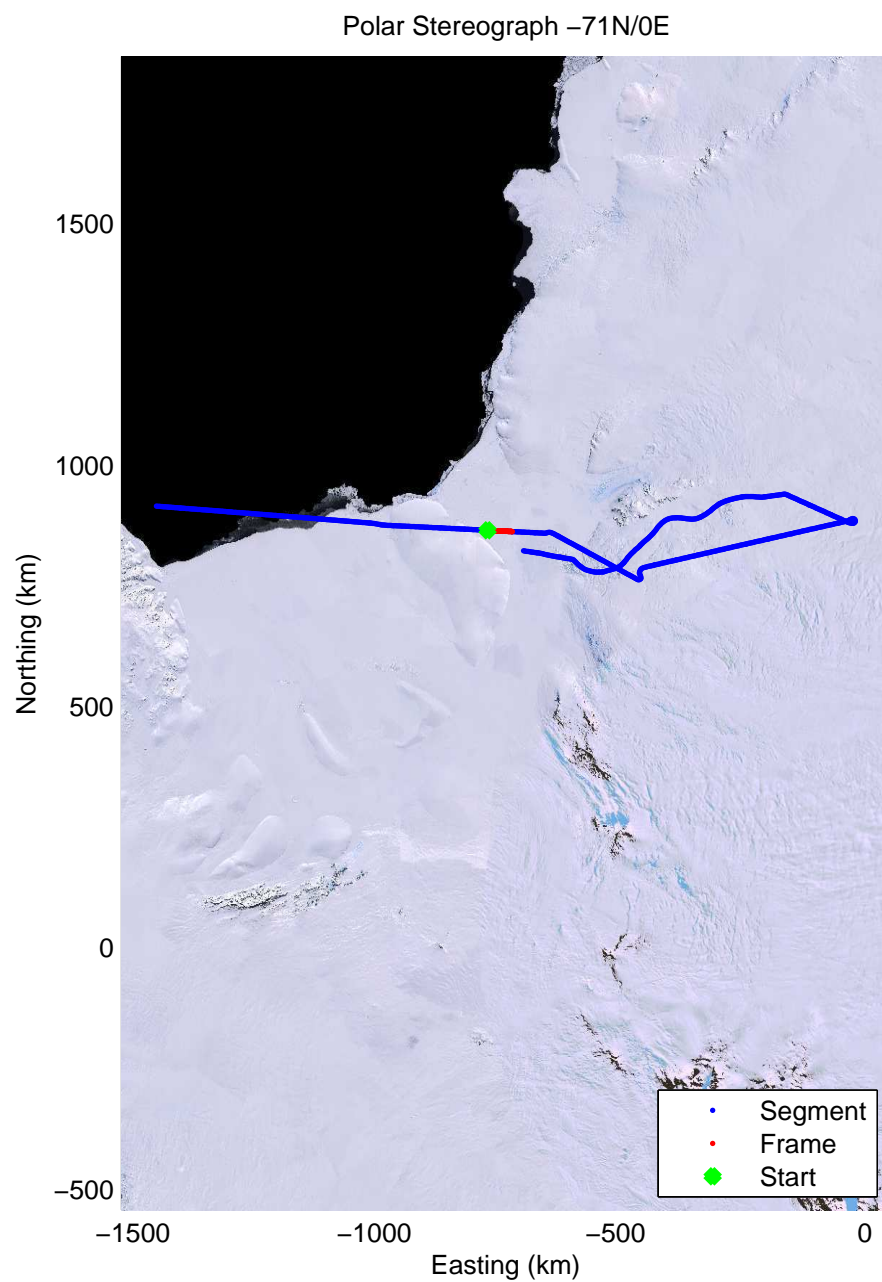 Polar Stereograph −71N/0E
1500
1000
500
0
−500
Northing (km)
−1500
−1000
−500
0
Easting (km)
Segment
Frame
Start